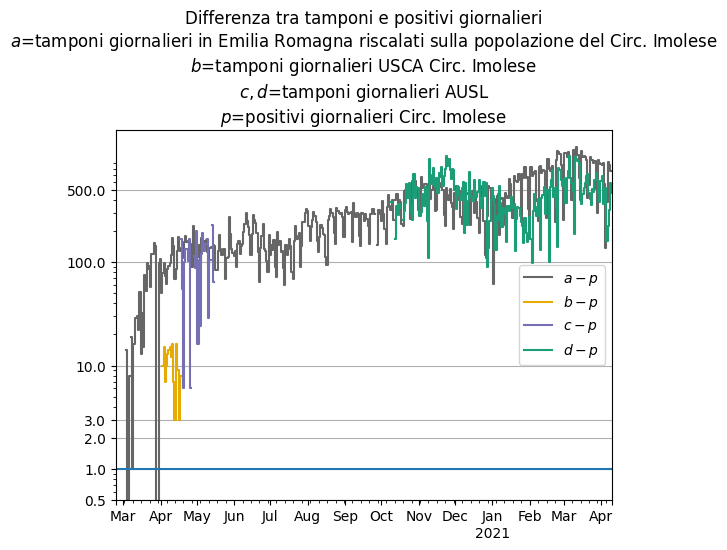 Differenza tra tamponi e positivi giornalieri
a=tamponi giornalieri in Emilia Romagna riscalati sulla popolazione del Circ. Imolese
b=tamponi giornalieri USCA Circ. Imolese
c, d=tamponi giornalieri AUSL
p=positivi giornalieri Circ. Imolese
500.0
100.0
10.0
3.0
2.0
1.0
0.5
a − p
b − p
c − p
d − p
Mar Apr May Jun Jul Aug Sep Oct Nov Dec Jan Feb Mar Apr
2021